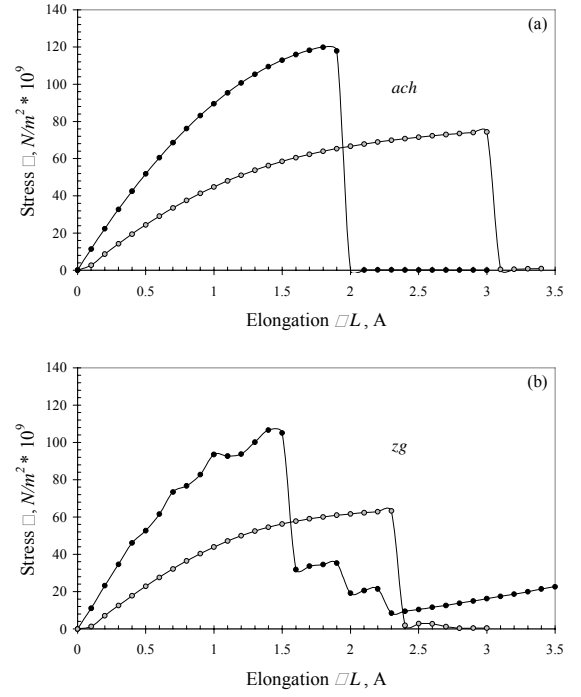 (a)
140
120
100
80
60
40
20
0
Stress □, N/m² * 10⁹
ach
0 0.5 1 1.5 2 2.5 3 3.5
Elongation □L , A
(b)
140
120
100
80
60
40
20
0
Stress □, N/m² * 10⁹
zg
0 0.5 1 1.5 2 2.5 3 3.5
Elongation □L , A